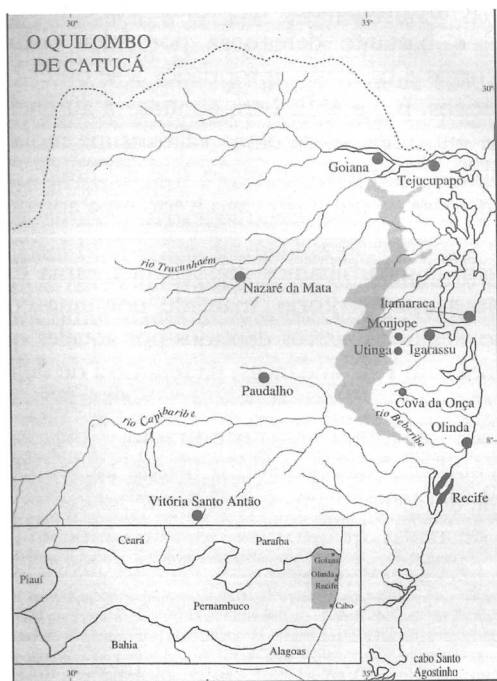 30°
35°
O QUILOMBO
DE CATUCÁ
30°
Goiana
Tejucupapo
rio Tracunhaém
Nazaré da Mata
Itamaraca
Monjope
Utinga
Igarassu
Paudalho
Cova da Onça
rio Capibaribe
rio Beberibe
Olinda
8°
Recife
Vitória Santo Antão
Ceará
Paraíba
Goiana
Olinda
Recife
Piauí
Pernambuco
Cabo
Bahia
Alagoas
cabo Santo
Agostinho
30°
35°